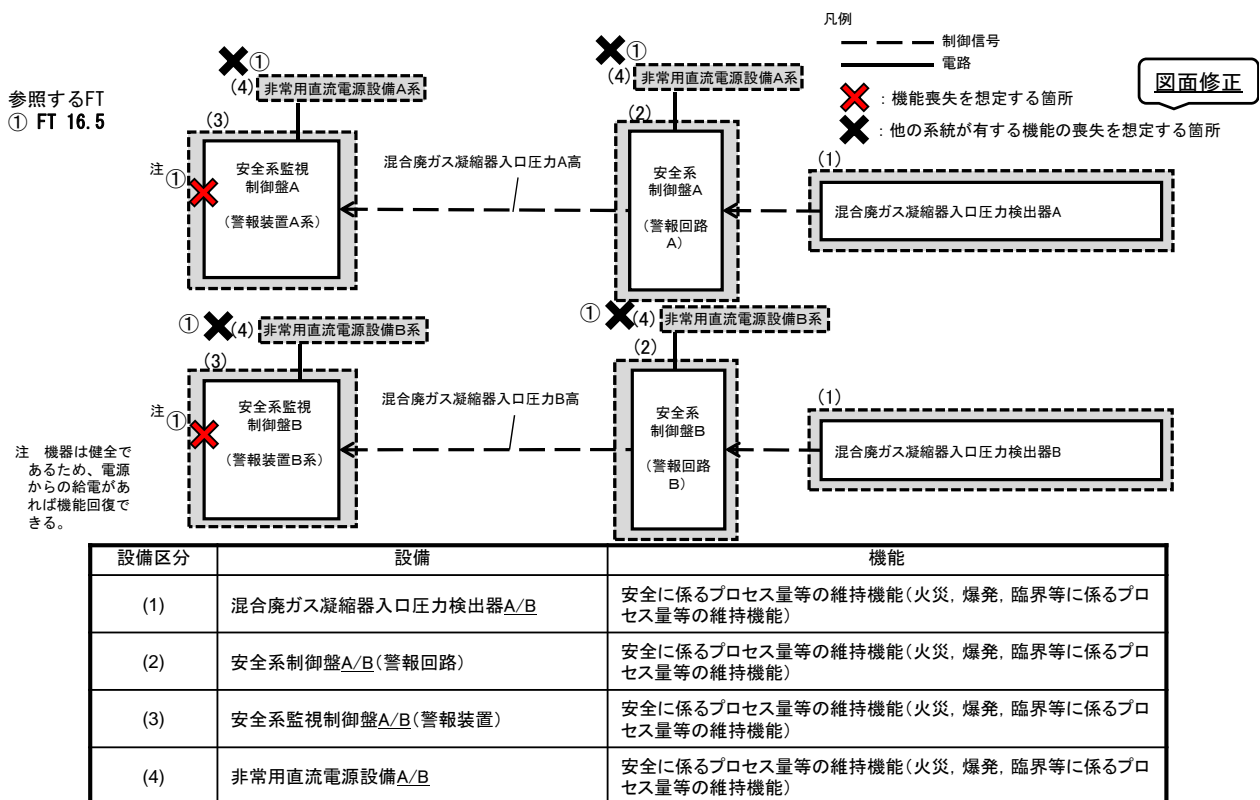 凡例
制御信号
電路
:機能喪失を想定する箇所
:他の系統が有する機能の喪失を想定する箇所
図面修正
参照するFT
① FT 16.5
①
(4) 非常用直流電源設備A系
(3)
注①
安全系監視
制御盤A
(警報装置A系)
混合廃ガス凝縮器入口圧力A高
①
(4) 非常用直流電源設備A系
(2)
安全系
制御盤A
(警報回路
A)
(1)
混合廃ガス凝縮器入口圧力検出器A
①
(4) 非常用直流電源設備B系
(3)
注①
安全系監視
制御盤B
(警報装置B系)
混合廃ガス凝縮器入口圧力B高
①
(4) 非常用直流電源設備B系
(2)
安全系
制御盤B
(警報回路
B)
(1)
混合廃ガス凝縮器入口圧力検出器B
注 機器は健全で
あるため、電源
からの給電があ
れば機能回復で
きる。
設備区分 設備 機能
(1) 混合廃ガス凝縮器入口圧力検出器A/B 安全に係るプロセス量等の維持機能(火災,爆発,臨界等に係るプロ
セス量等の維持機能)
(2) 安全系制御盤A/B(警報回路) 安全に係るプロセス量等の維持機能(火災,爆発,臨界等に係るプロ
セス量等の維持機能)
(3) 安全系監視制御盤A/B(警報装置) 安全に係るプロセス量等の維持機能(火災,爆発,臨界等に係るプロ
セス量等の維持機能)
(4) 非常用直流電源設備A/B 安全に係るプロセス量等の維持機能(火災,爆発,臨界等に係るプロ
セス量等の維持機能)